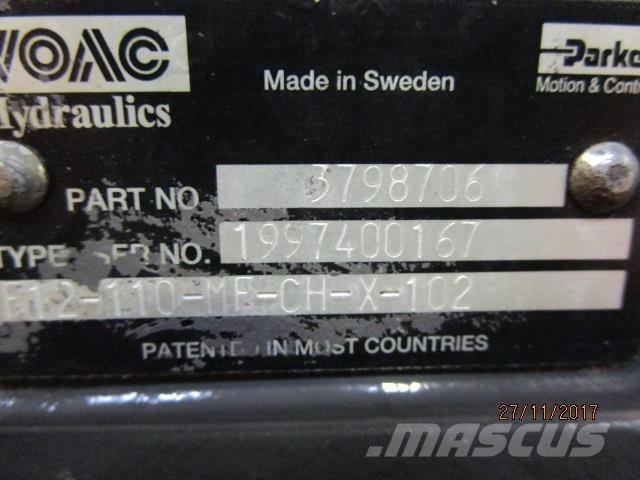 VOAC
Hydraulics
Made in Sweden
Parke
Motion & Contr
PART NO 3798706
TYPE SER NO. 1997400167
F12-110-MF-CH-X-102
PATENTED IN MOST COUNTRIES
27/11/2017
MASCUS